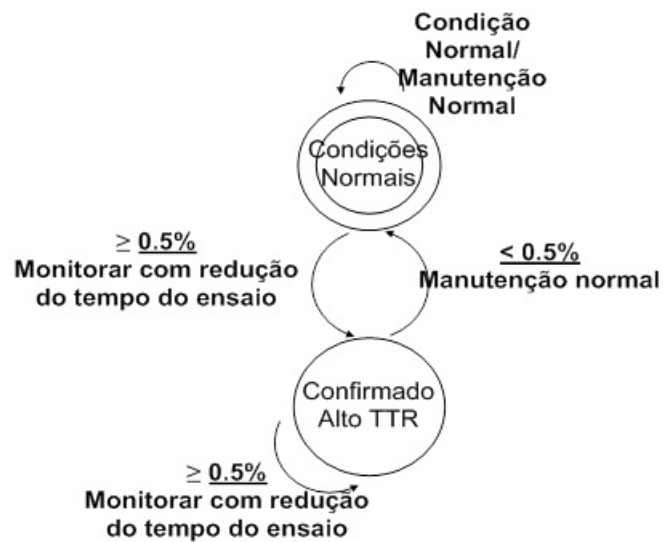 Condição
Normal/
Manutenção
Normal
Condições
Normais
≥ 0.5%
Monitorar com redução
do tempo do ensaio
< 0.5%
Manutenção normal
Confirmado
Alto TTR
≥ 0.5%
Monitorar com redução
do tempo do ensaio